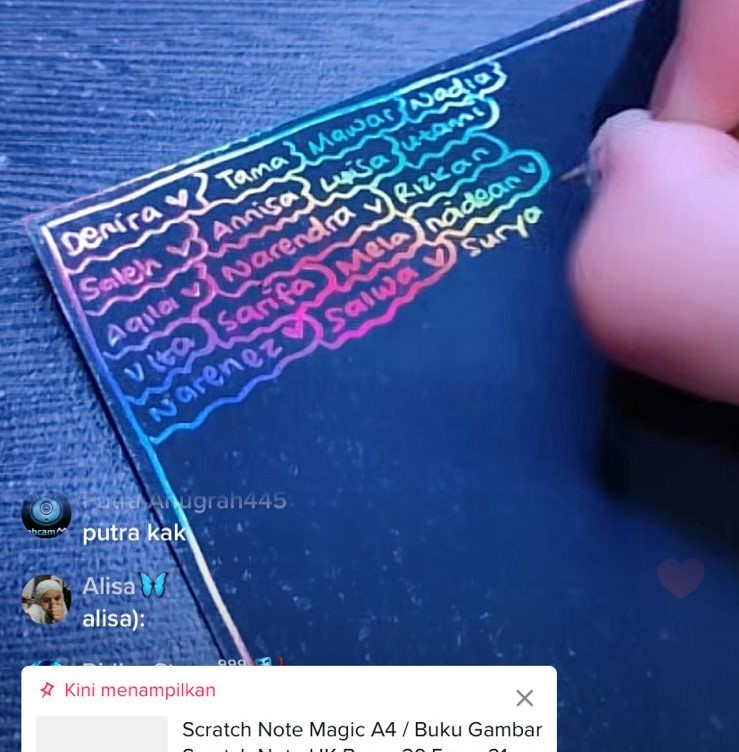 Denira Tama Mawar Nadia
Saleh Annisa Luisa utami
Aqila Narendra Rizkan
Vita Sarifa Mela nadean
Narenez Salwa Surya
Putra Anugrah445
putra kak
Alisa🦋
alisa):
999
Kini menampilkan
Scratch Note Magic A4 / Buku Gambar